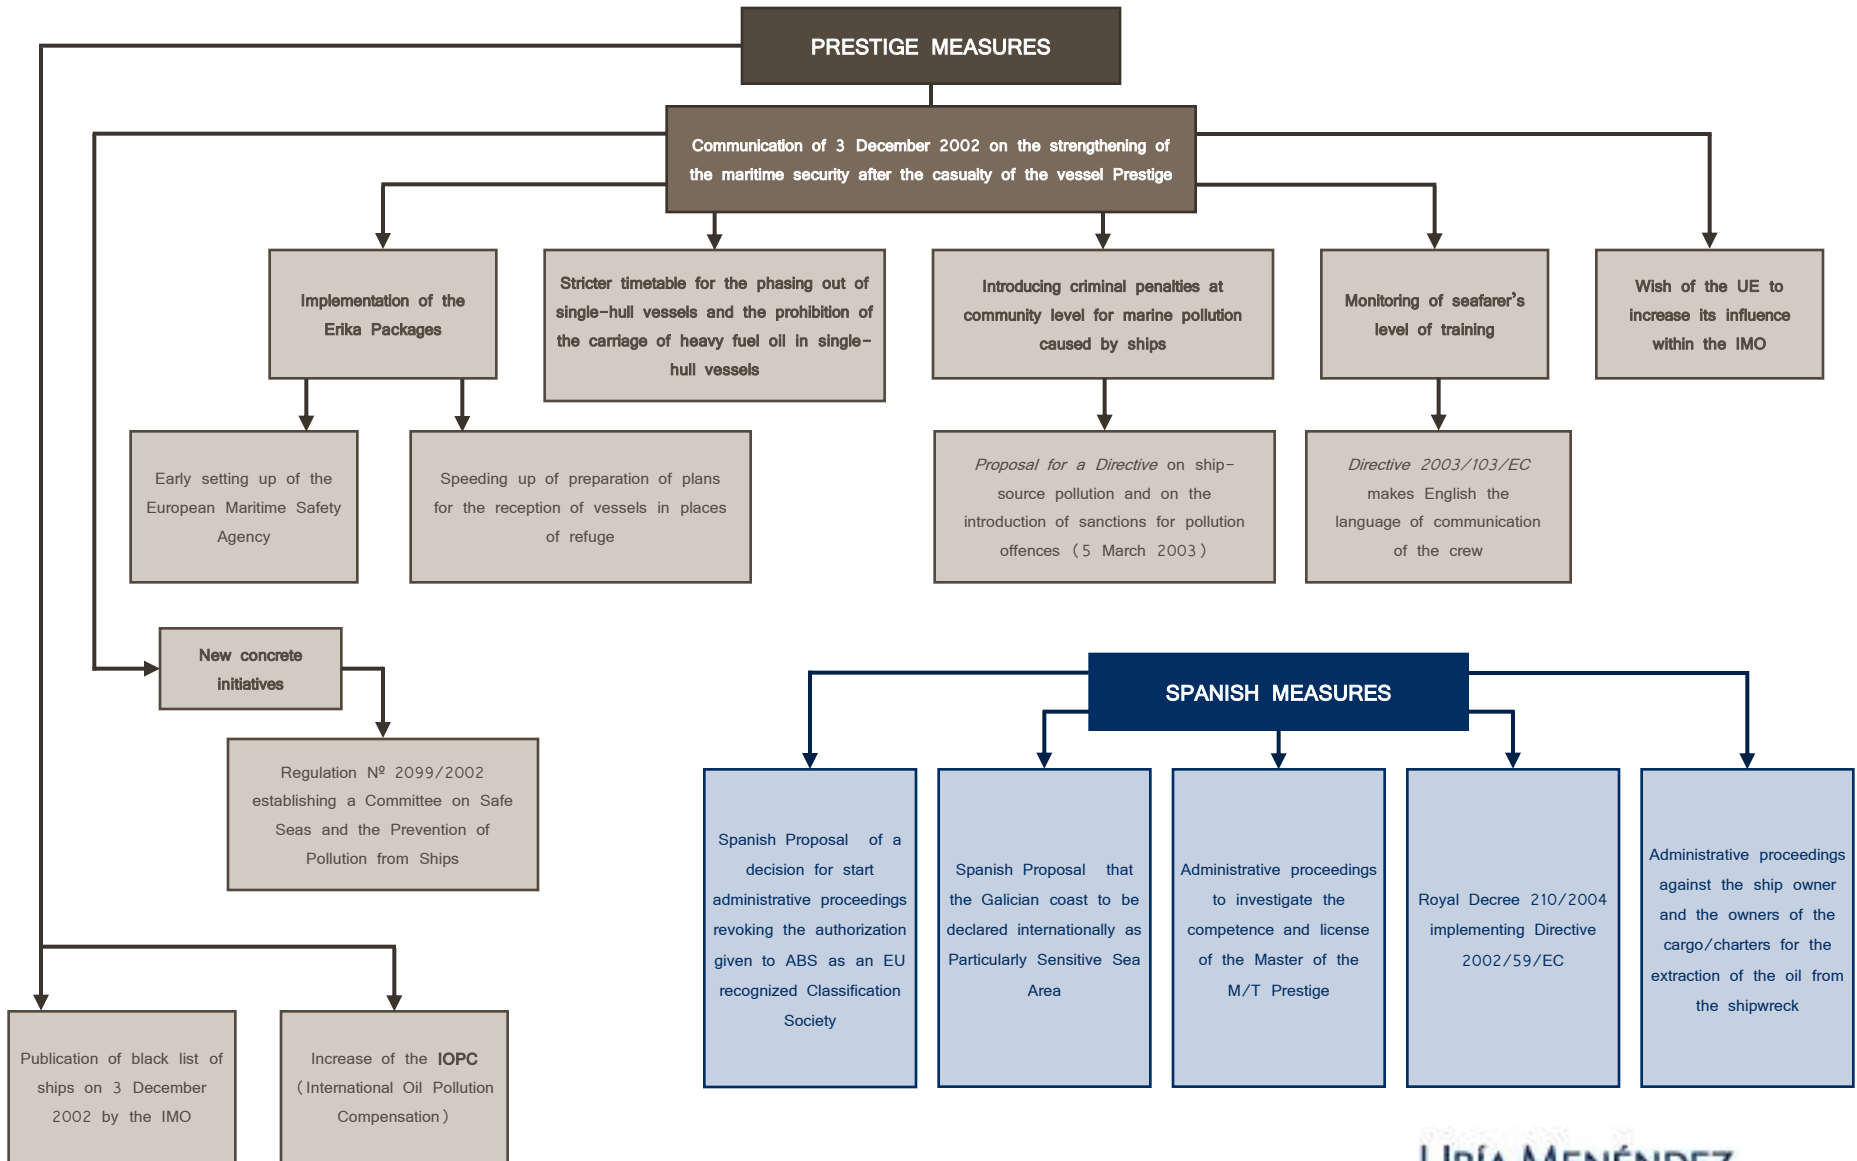 PRESTIGE MEASURES
Communication of 3 December 2002 on the strengthening of
the maritime security after the casualty of the vessel Prestige
Implementation of the
Erika Packages
Stricter timetable for the phasing out of
single-hull vessels and the prohibition of
the carriage of heavy fuel oil in single-
hull vessels
Introducing criminal penalties at
community level for marine pollution
caused by ships
Monitoring of seafarer's
level of training
Wish of the UE to
increase its influence
within the IMO
Early setting up of the
European Maritime Safety
Agency
Speeding up of preparation of plans
for the reception of vessels in places
of refuge
Proposal for a Directive on ship-
source pollution and on the
introduction of sanctions for pollution
offences (5 March 2003)
Directive 2003/103/EC
makes English the
language of communication
of the crew
New concrete
initiatives
Regulation Nº 2099/2002
establishing a Committee on Safe
Seas and the Prevention of
Pollution from Ships
SPANISH MEASURES
Spanish Proposal of a
decision for start
administrative proceedings
revoking the authorization
given to ABS as an EU
recognized Classification
Society
Spanish Proposal that
the Galician coast to be
declared internationally as
Particularly Sensitive Sea
Area
Administrative proceedings
to investigate the
competence and license
of the Master of the
M/T Prestige
Royal Decree 210/2004
implementing Directive
2002/59/EC
Administrative proceedings
against the ship owner
and the owners of the
cargo/charters for the
extraction of the oil from
the shipwreck
Publication of black list of
ships on 3 December
2002 by the IMO
Increase of the IOPC
(International Oil Pollution
Compensation)
URÍA MENÉNDEZ